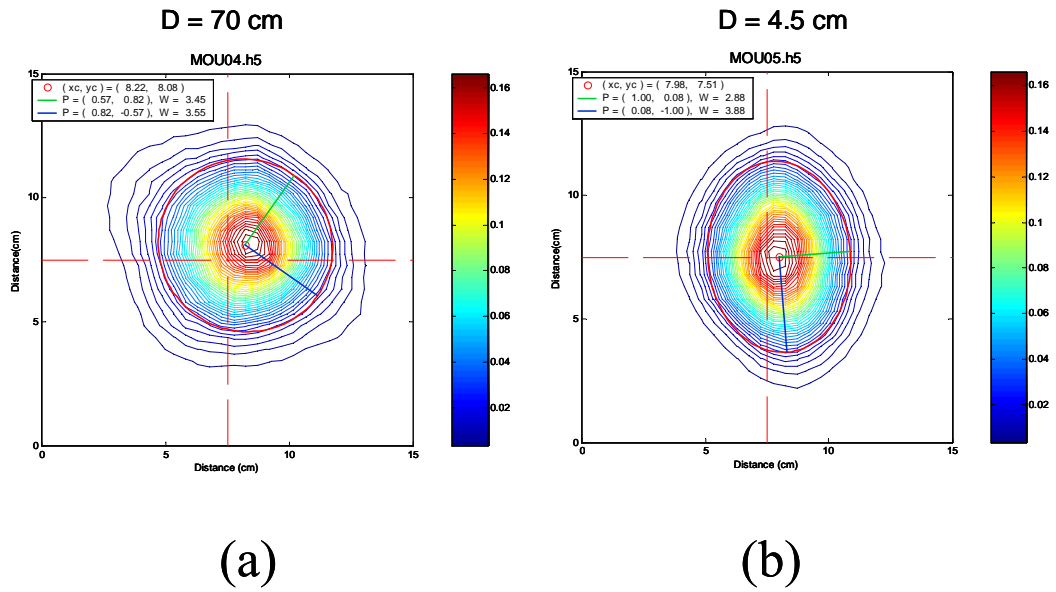 D = 70 cm
MOU04.h5
( xc, yc ) = ( 8.22, 8.08 )
P = ( 0.57, 0.82 ), W = 3.45
P = ( 0.82, -0.57 ), W = 3.55
15
10
5
0
Distance(cm)
0
5
10
15
Distance (cm)
0.16
0.14
0.12
0.1
0.08
0.06
0.04
0.02
(a)
D = 4.5 cm
MOU05.h5
( xc, yc ) = ( 7.98, 7.51 )
P = ( 1.00, 0.08 ), W = 2.88
P = ( 0.08, -1.00 ), W = 3.88
15
10
5
0
Distance(cm)
0
5
10
15
Distance (cm)
0.16
0.14
0.12
0.1
0.08
0.06
0.04
0.02
(b)